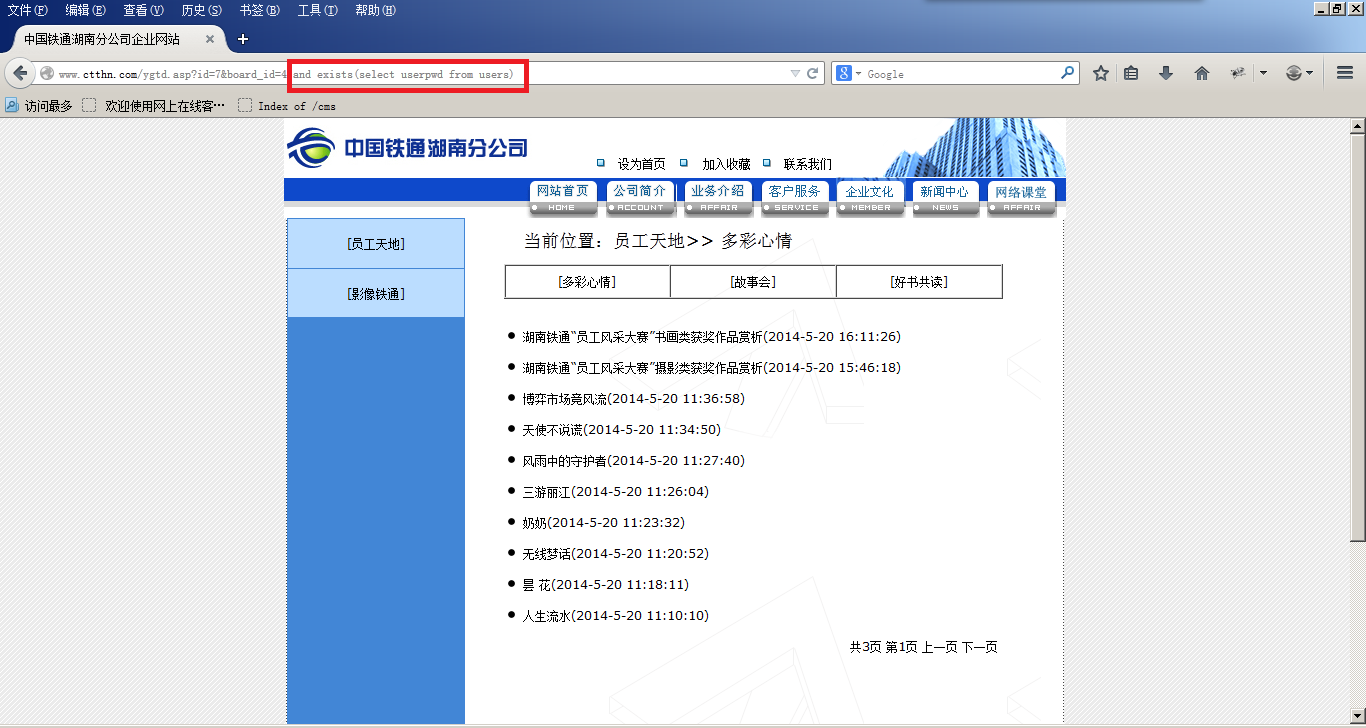 文件(F) 编辑(E) 查看(V) 历史(S) 书签(B) 工具(T) 帮助(H)
中国铁通湖南分公司企业网站
www.ctthn.com/ygtd.asp?id=7&board_id=4 and exists(select userpwd from users)
Google
访问最多 欢迎使用网上在线客… Index of /cms
中国铁通湖南分公司
设为首页 加入收藏 联系我们
网站首页 公司简介 业务介绍 客户服务 企业文化 新闻中心 网络课堂
HOME ACCOUNT AFFAIR SERVICE MEMBER NEWS AFFAIR
[员工天地]
[影像铁通]
当前位置：员工天地>> 多彩心情
[多彩心情] [故事会] [好书共读]
湖南铁通“员工风采大赛”书画类获奖作品赏析(2014-5-20 16:11:26)
湖南铁通“员工风采大赛”摄影类获奖作品赏析(2014-5-20 15:46:18)
博弈市场竟风流(2014-5-20 11:36:58)
天使不说谎(2014-5-20 11:34:50)
风雨中的守护者(2014-5-20 11:27:40)
三游丽江(2014-5-20 11:26:04)
奶奶(2014-5-20 11:23:32)
无线梦话(2014-5-20 11:20:52)
昙 花(2014-5-20 11:18:11)
人生流水(2014-5-20 11:10:10)
共3页 第1页 上一页 下一页